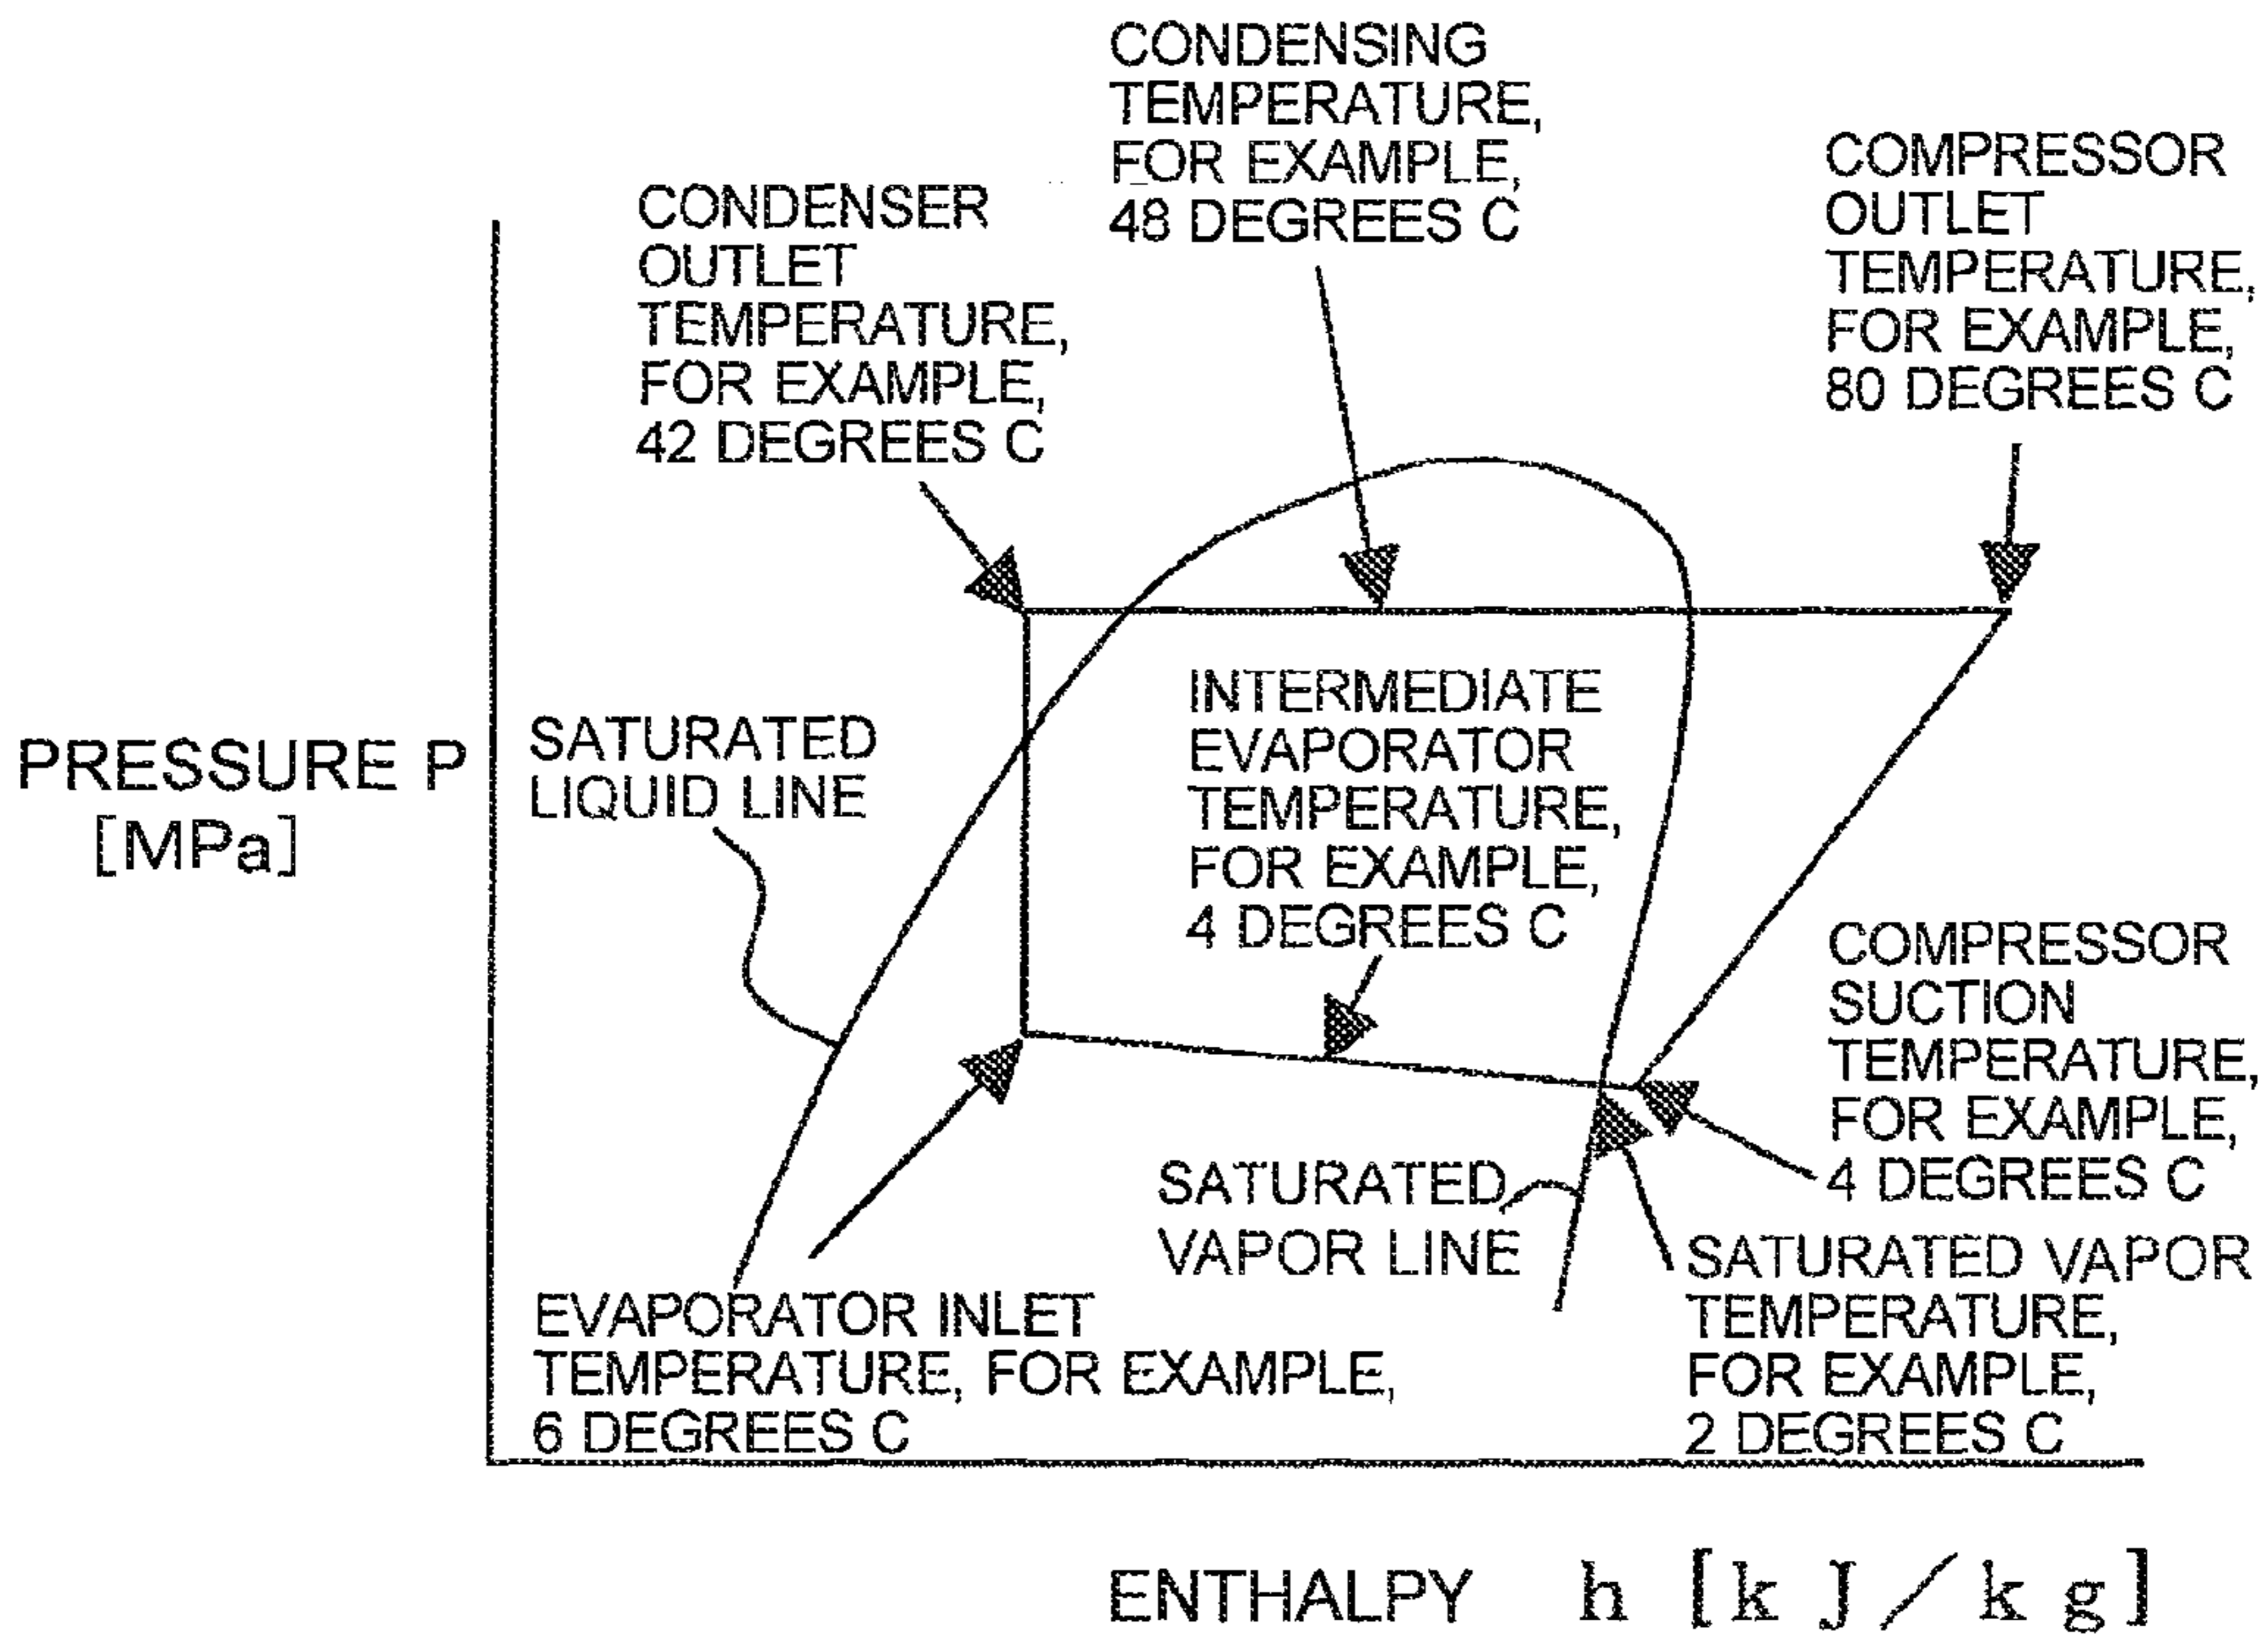 CONDENSING
TEMPERATURE,
FOR EXAMPLE,
48 DEGREES C
CONDENSER
OUTLET
TEMPERATURE,
FOR EXAMPLE,
42 DEGREES C
COMPRESSOR
OUTLET
TEMPERATURE,
FOR EXAMPLE,
80 DEGREES C
PRESSURE P
[MPa]
SATURATED
LIQUID LINE
INTERMEDIATE
EVAPORATOR
TEMPERATURE,
FOR EXAMPLE,
4 DEGREES C
COMPRESSOR
SUCTION
TEMPERATURE,
FOR EXAMPLE,
4 DEGREES C
SATURATED
VAPOR LINE
SATURATED VAPOR
TEMPERATURE,
FOR EXAMPLE,
2 DEGREES C
EVAPORATOR INLET
TEMPERATURE, FOR EXAMPLE,
6 DEGREES C
ENTHALPY h [kJ/kg]